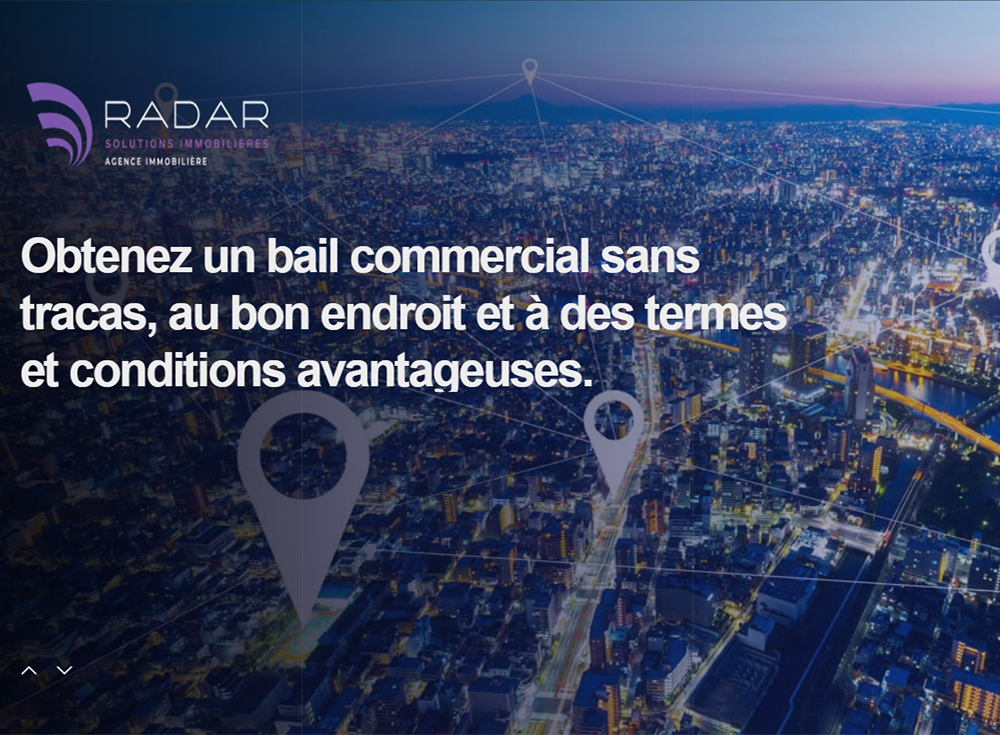 RADAR
SOLUTIONS IMMOBILIÈRES
AGENCE IMMOBILIÈRE
Obtenez un bail commercial sans
tracas, au bon endroit et à des termes
et conditions avantageuses.